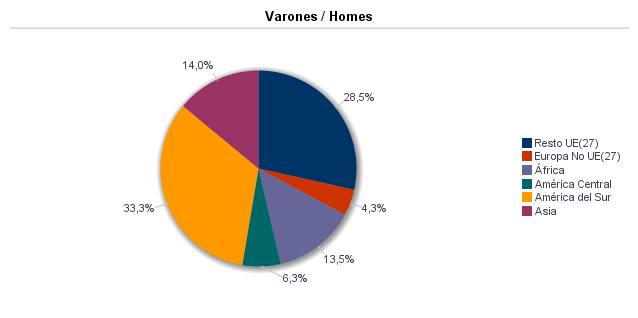 Varones / Homes
14,0%
28,5%
33,3%
4,3%
13,5%
6,3%
Resto UE(27)
Europa No UE(27)
África
América Central
América del Sur
Asia